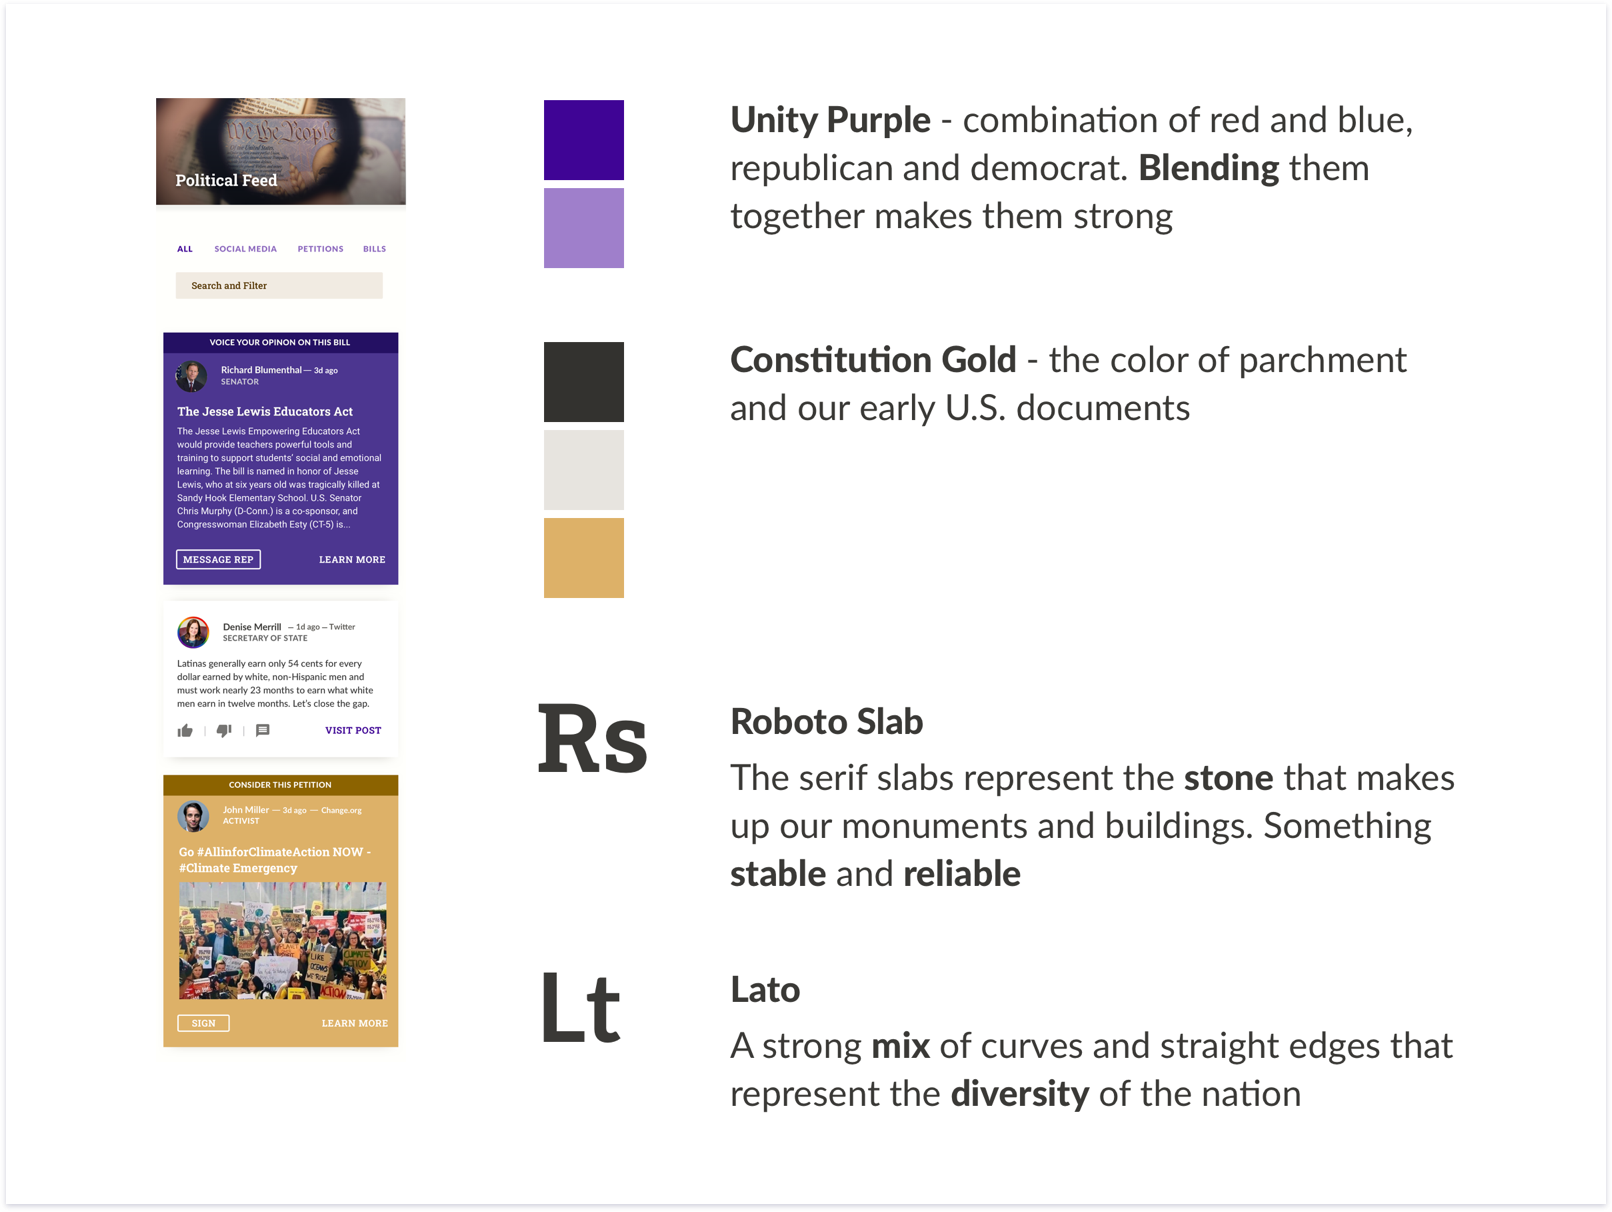 We the People
Political Feed
ALL SOCIAL MEDIA PETITIONS BILLS
Search and Filter
VOICE YOUR OPINON ON THIS BILL
Richard Blumenthal — 3d ago
SENATOR
The Jesse Lewis Educators Act
The Jesse Lewis Empowering Educators Act
would provide teachers powerful tools and
training to support students' social and emotional
learning. The bill is named in honor of Jesse
Lewis, who at six years old was tragically killed at
Sandy Hook Elementary School. U.S. Senator
Chris Murphy (D-Conn.) is a co-sponsor, and
Congresswoman Elizabeth Esty (CT-5) is...
MESSAGE REP LEARN MORE
Denise Merrill — 1d ago — Twitter
SECRETARY OF STATE
Latinas generally earn only 54 cents for every
dollar earned by white, non-Hispanic men and
must work nearly 23 months to earn what white
men earn in twelve months. Let's close the gap.
VISIT POST
CONSIDER THIS PETITION
John Miller — 3d ago — Change.org
ACTIVIST
Go #AllinforClimateAction NOW -
#Climate Emergency
LIKE
OCEANS
WE RISE
CLIMATE
ACTION
ACTION
SIGN LEARN MORE
Unity Purple - combination of red and blue,
republican and democrat. Blending them
together makes them strong
Constitution Gold - the color of parchment
and our early U.S. documents
Rs
Roboto Slab
The serif slabs represent the stone that makes
up our monuments and buildings. Something
stable and reliable
Lt
Lato
A strong mix of curves and straight edges that
represent the diversity of the nation